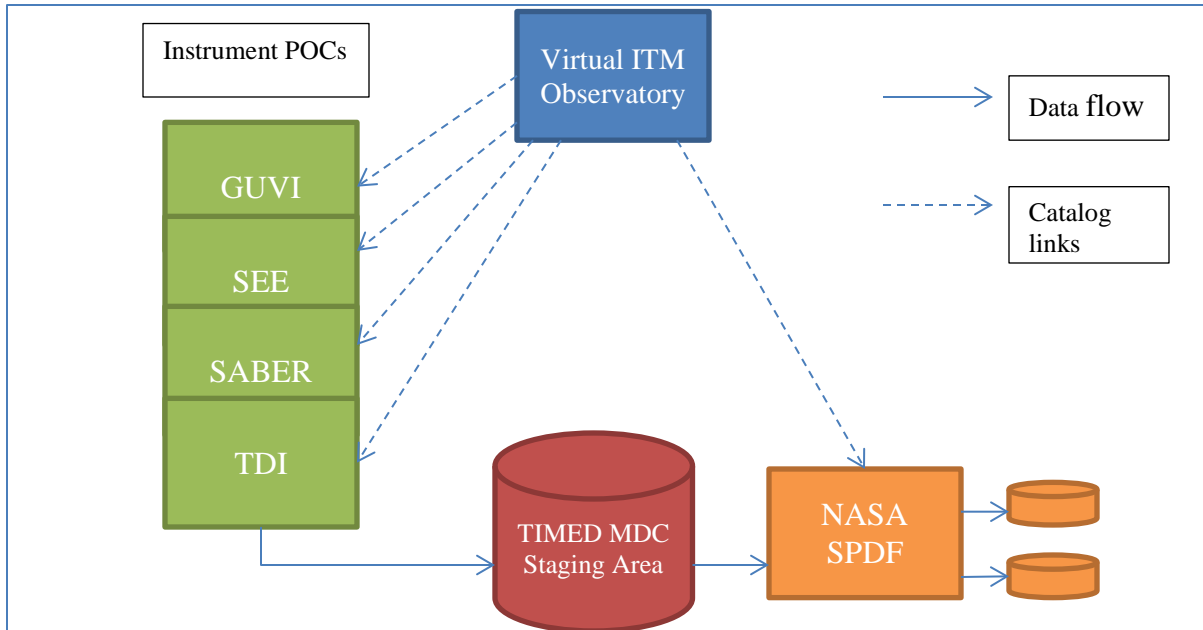 Instrument POCs
Virtual ITM
Observatory
Data flow
GUVI
Catalog
links
SEE
SABER
TDI
TIMED MDC
Staging Area
NASA
SPDF